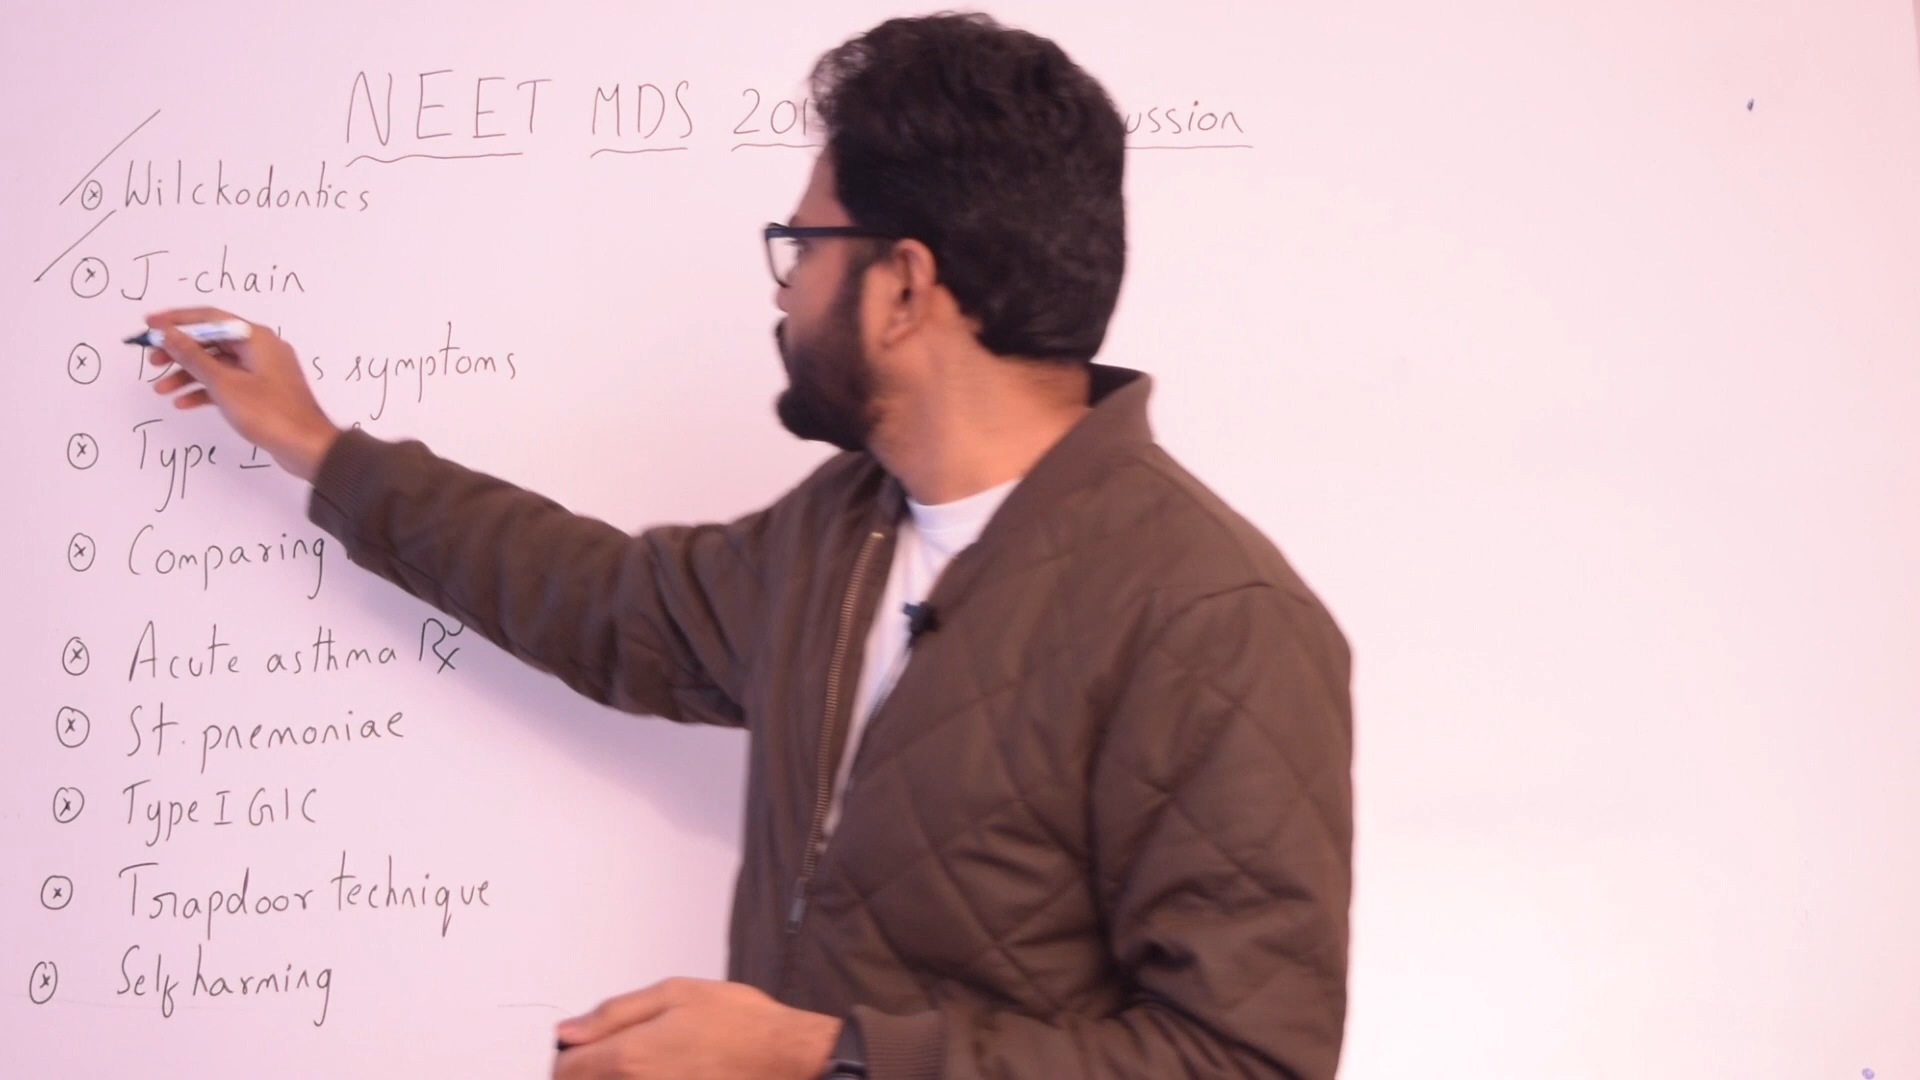 NEET MDS ussion
Wilckodontics
J-chain
symptoms
Type I
Comparing
Acute asthma Rx
St. pnemoniae
Type I GIC
Trapdoor technique
Self harming